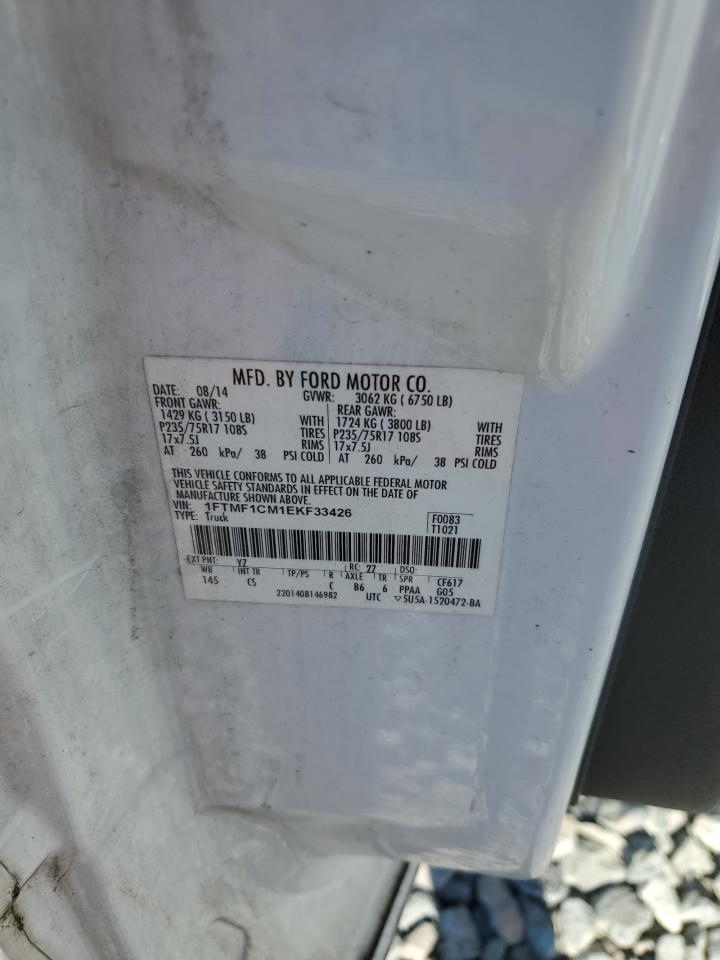 MFD. BY FORD MOTOR CO.
DATE: 08/14 GVWR: 3062 KG ( 6750 LB)
FRONT GAWR: REAR GAWR:
1429 KG ( 3150 LB) WITH 1724 KG ( 3800 LB) WITH
P235/75R17 108S TIRES P235/75R17 108S TIRES
17x7.5J RIMS 17x7.5J RIMS
AT 260 kPa/ 38 PSI COLD AT 260 kPa/ 38 PSI COLD
THIS VEHICLE CONFORMS TO ALL APPLICABLE FEDERAL MOTOR
VEHICLE SAFETY STANDARDS IN EFFECT ON THE DATE OF
MANUFACTURE SHOWN ABOVE.
VIN: 1FTMF1CM1EKF33426 F0083
TYPE: Truck T1021
EXT PNT: YZ RC: 27 DSO:
WB INT TR TP/PS R AXLE TR SPR CF617
145 CS C B6 6 PPAA G05
2201408146982 UTC ▽5U5A-1520472-BA